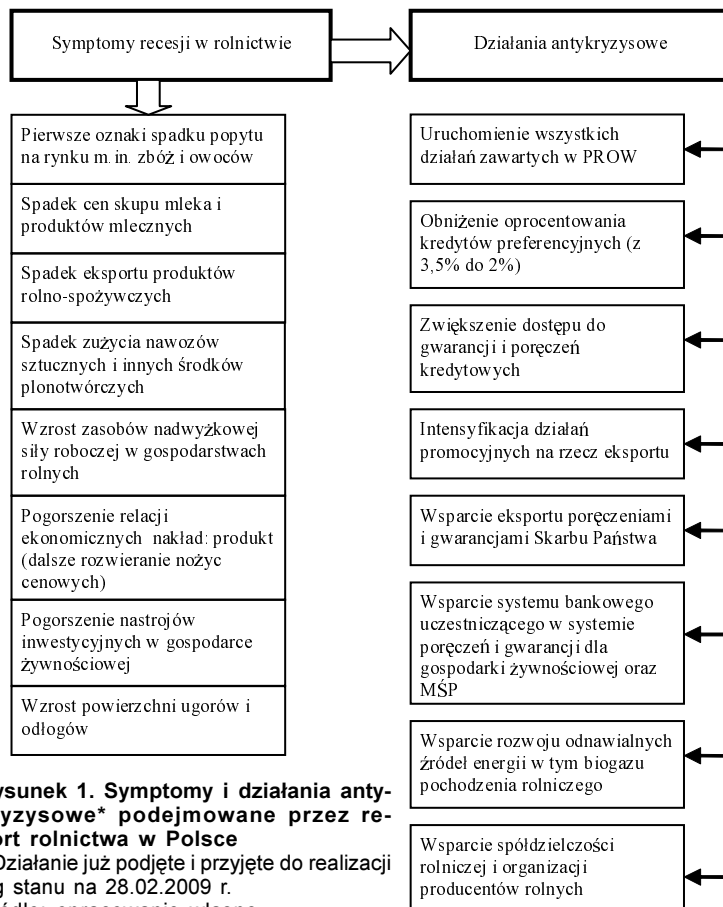 Symptomy recesji w rolnictwie
Działania antykryzysowe
Pierwsze oznaki spadku popytu
na rynku m.in. zbóż i owoców
Spadek cen skupu mleka i
produktów mlecznych
Spadek eksportu produktów
rolno-spożywczych
Spadek zużycia nawozów
sztucznych i innych środków
plonotwórczych
Wzrost zasobów nadwyżkowej
siły roboczej w gospodarstwach
rolnych
Pogorszenie relacji
ekonomicznych nakład: produkt
(dalsze rozwieranie nożyc
cenowych)
Pogorszenie nastrojów
inwestycyjnych w gospodarce
żywnościowej
Wzrost powierzchni ugorów i
odłogów
Uruchomienie wszystkich
działań zawartych w PROW
Obniżenie oprocentowania
kredytów preferencyjnych (z
3,5% do 2%)
Zwiększenie dostępu do
gwarancji i poręczeń
kredytowych
Intensyfikacja działań
promocyjnych na rzecz eksportu
Wsparcie eksportu poręczeniami
i gwarancjami Skarbu Państwa
Wsparcie systemu bankowego
uczestniczącego w systemie
poręczeń i gwarancji dla
gospodarki żywnościowej oraz
MŚP
Wsparcie rozwoju odnawialnych
źródeł energii w tym biogazu
pochodzenia rolniczego
Wsparcie spółdzielczości
rolniczej i organizacji
producentów rolnych
ysunek 1. Symptomy i działania anty-
yzysowe* podejmowane przez re-
ort rolnictwa w Polsce
Działanie już podjęte i przyjęte do realizacji
g stanu na 28.02.2009 r.